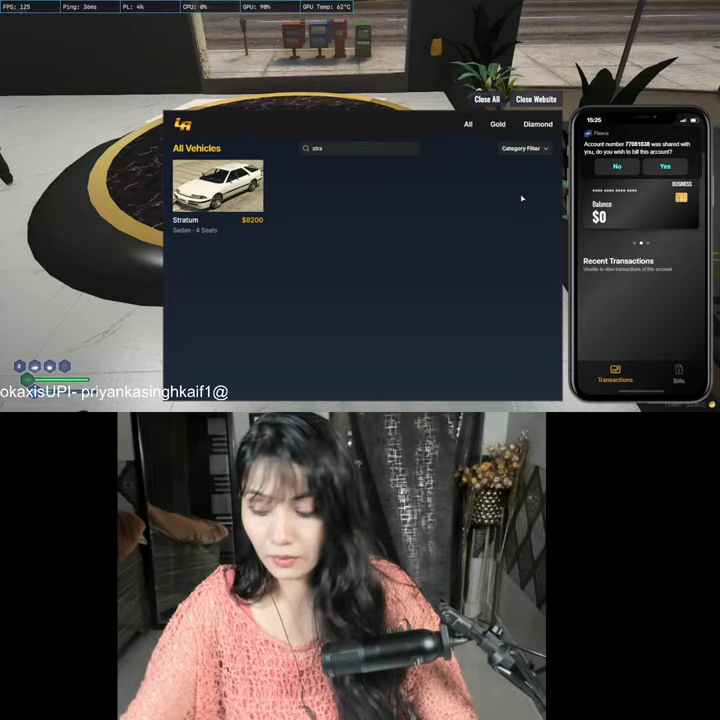 FPS: 125 Ping: 36ms PL: 4% CPU: 0% GPU: 90% GPU Temp: 62°C
Close All Close Website
LA
All Gold Diamond
All Vehicles
stra
Category Filter
Stratum $8200
Sedan · 4 Seats
15:25
Fleeca
Account number 77051038 was shared with
you, do you wish to bill this account?
No Yes
BUSINESS
**** **** **** ****
Balance
$0
Recent Transactions
Unable to view transactions of this account
Transactions Bills
okaxisUPI- priyankasinghkaif1@